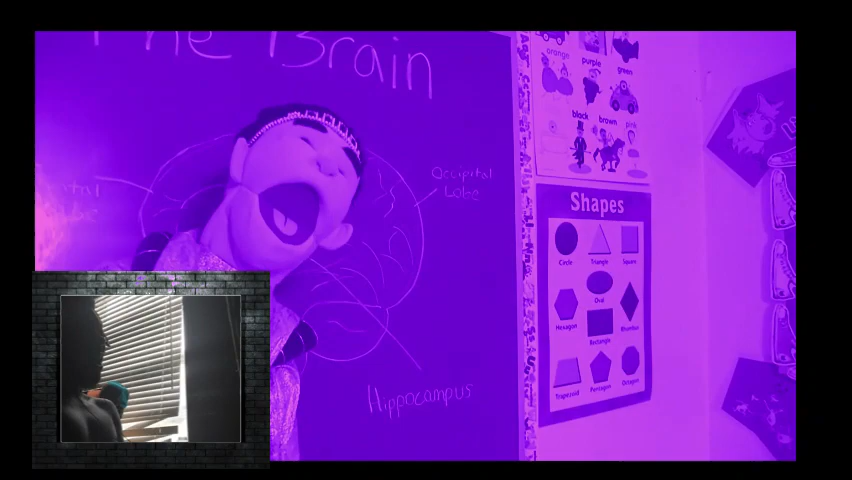 The Brain
Occipital
Lobe
Hippocampus
orange
purple
green
black
brown
pink
Shapes
Circle
Triangle
Square
Oval
Hexagon
Rhombus
Rectangle
Trapezoid
Pentagon
Octagon